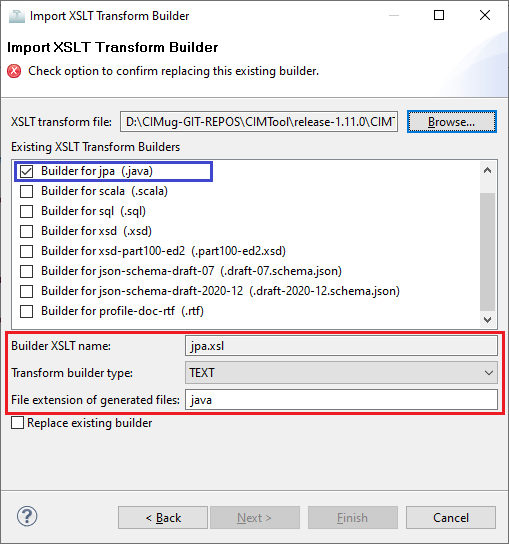 Import XSLT Transform Builder
Import XSLT Transform Builder
Check option to confirm replacing this existing builder.
XSLT transform file: D:\CIMug-GIT-REPOS\CIMTool\release-1.11.0\CIMT Browse...
Existing XSLT Transform Builders
Builder for jpa (.java)
Builder for scala (.scala)
Builder for sql (.sql)
Builder for xsd (.xsd)
Builder for xsd-part100-ed2 (.part100-ed2.xsd)
Builder for json-schema-draft-07 (.draft-07.schema.json)
Builder for json-schema-draft-2020-12 (.draft-2020-12.schema.json)
Builder for profile-doc-rtf (.rtf)
Builder XSLT name: jpa.xsl
Transform builder type: TEXT
File extension of generated files: java
Replace existing builder
? < Back Next > Finish Cancel